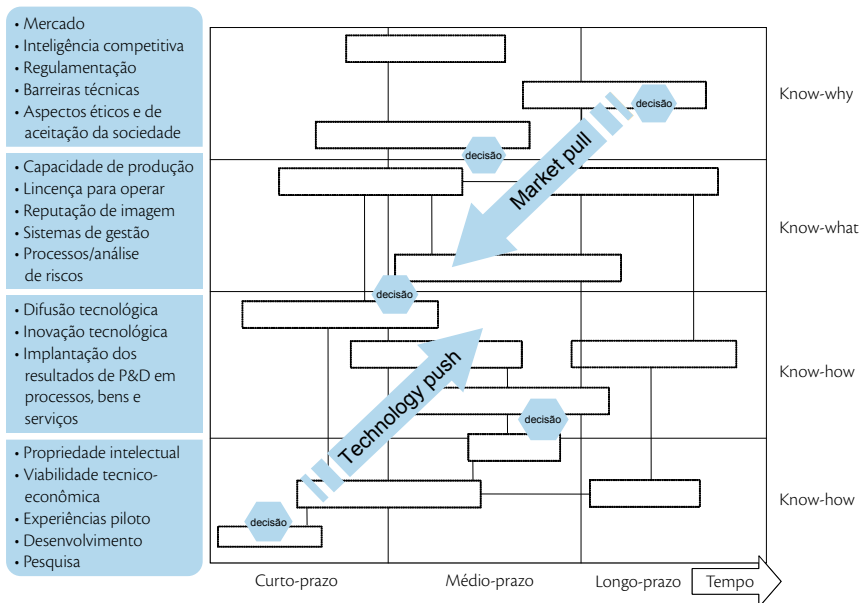 • Mercado
• Inteligência competitiva
• Regulamentação
• Barreiras técnicas
• Aspectos éticos e de
aceitação da sociedade
• Capacidade de produção
• Lincença para operar
• Reputação de imagem
• Sistemas de gestão
• Processos/análise
de riscos
• Difusão tecnológica
• Inovação tecnológica
• Implantação dos
resultados de P&D em
processos, bens e
serviços
• Propriedade intelectual
• Viabilidade tecnico-
econômica
• Experiências piloto
• Desenvolvimento
• Pesquisa
decisão
decisão
Market pull
decisão
Technology push
decisão
decisão
Know-why
Know-what
Know-how
Know-how
Curto-prazo
Médio-prazo
Longo-prazo
Tempo